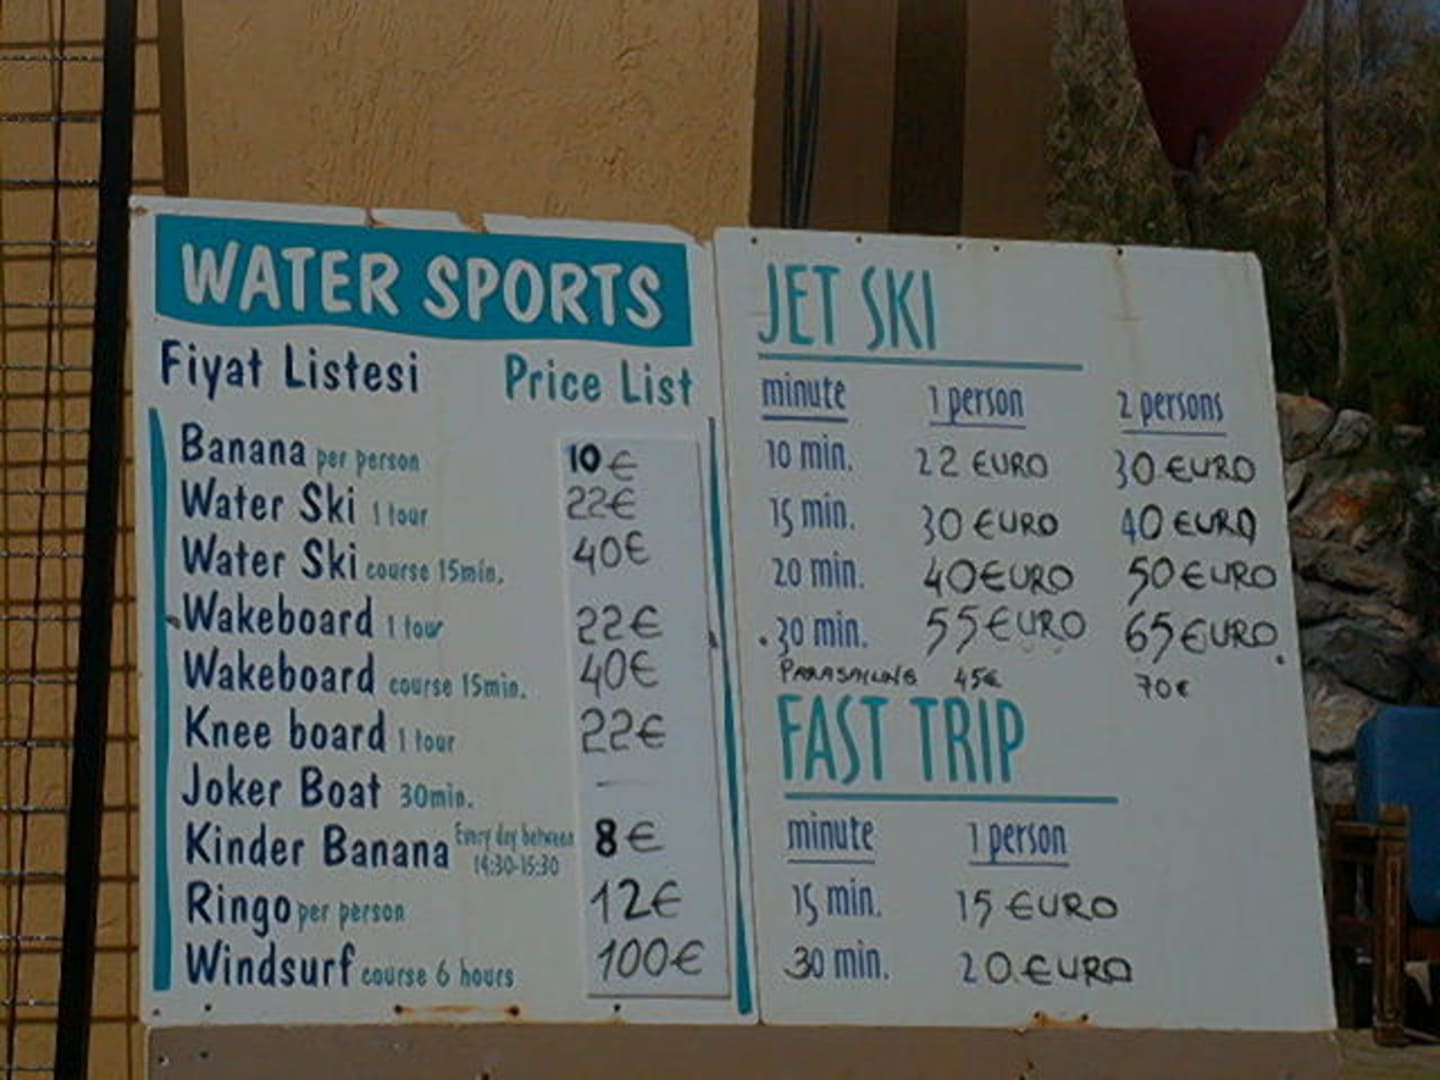 WATER SPORTS
Fiyat Listesi Price List
Banana per person 10€
Water Ski 1 tour 22€
Water Ski course 15min. 40€
Wakeboard 1 tour 22€
Wakeboard course 15min. 40€
Knee board 1 tour 22€
Joker Boat 30min. —
Kinder Banana Every day between 14:30-15:30 8€
Ringo per person 12€
Windsurf course 6 hours 100€
JET SKI
minute 1 person 2 persons
10 min. 22 EURO 30 EURO
15 min. 30 EURO 40 EURO
20 min. 40 EURO 50 EURO
30 min. 55 EURO 65 EURO
PARASAILING 45€ 70€
FAST TRIP
minute 1 person
15 min. 15 EURO
30 min. 20 EURO